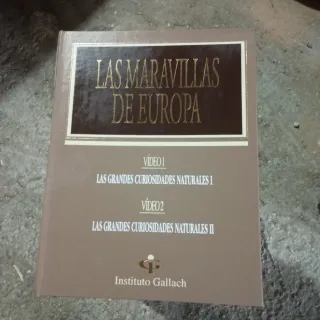 LAS MARAVILLAS
DE EUROPA
VÍDEO 1
LAS GRANDES CURIOSIDADES NATURALES I
VÍDEO 2
LAS GRANDES CURIOSIDADES NATURALES II
Instituto Gallach